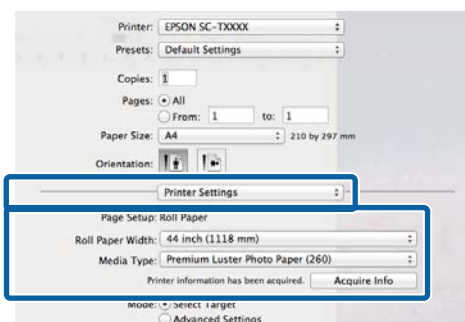 Printer: EPSON SC-TXXXX
Presets: Default Settings
Copies: 1
Pages: All
From: 1 to: 1
Paper Size: A4 210 by 297 mm
Orientation:
Printer Settings
Page Setup: Roll Paper
Roll Paper Width: 44 inch (1118 mm)
Media Type: Premium Luster Photo Paper (260)
Printer information has been acquired. Acquire Info
Mode: Select Target
Advanced Settings